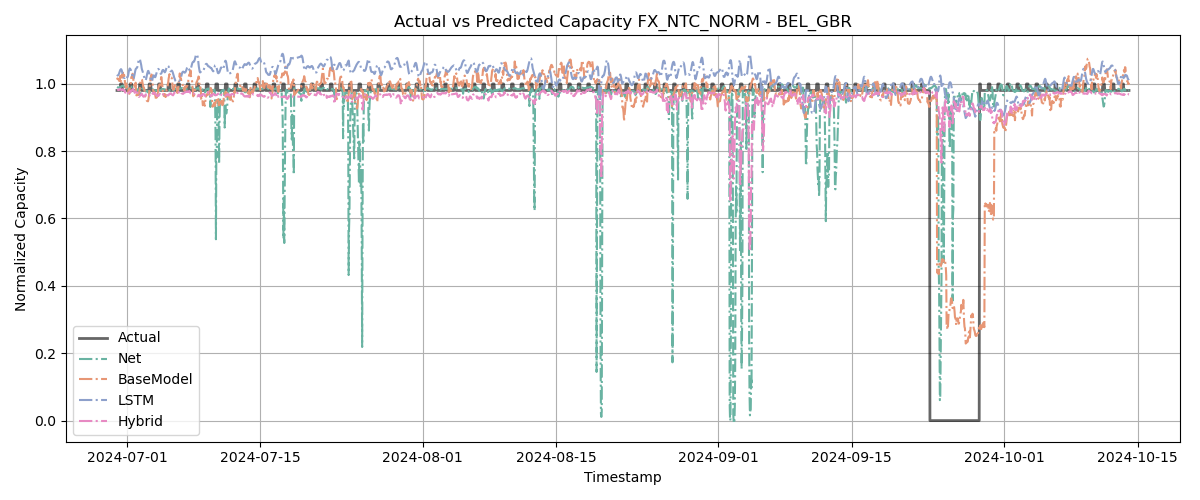 Actual vs Predicted Capacity FX_NTC_NORM - BEL_GBR
Normalized Capacity
1.0
0.8
0.6
0.4
0.2
0.0
Actual
Net
BaseModel
LSTM
Hybrid
2024-07-01
2024-07-15
2024-08-01
2024-08-15
2024-09-01
2024-09-15
2024-10-01
2024-10-15
Timestamp